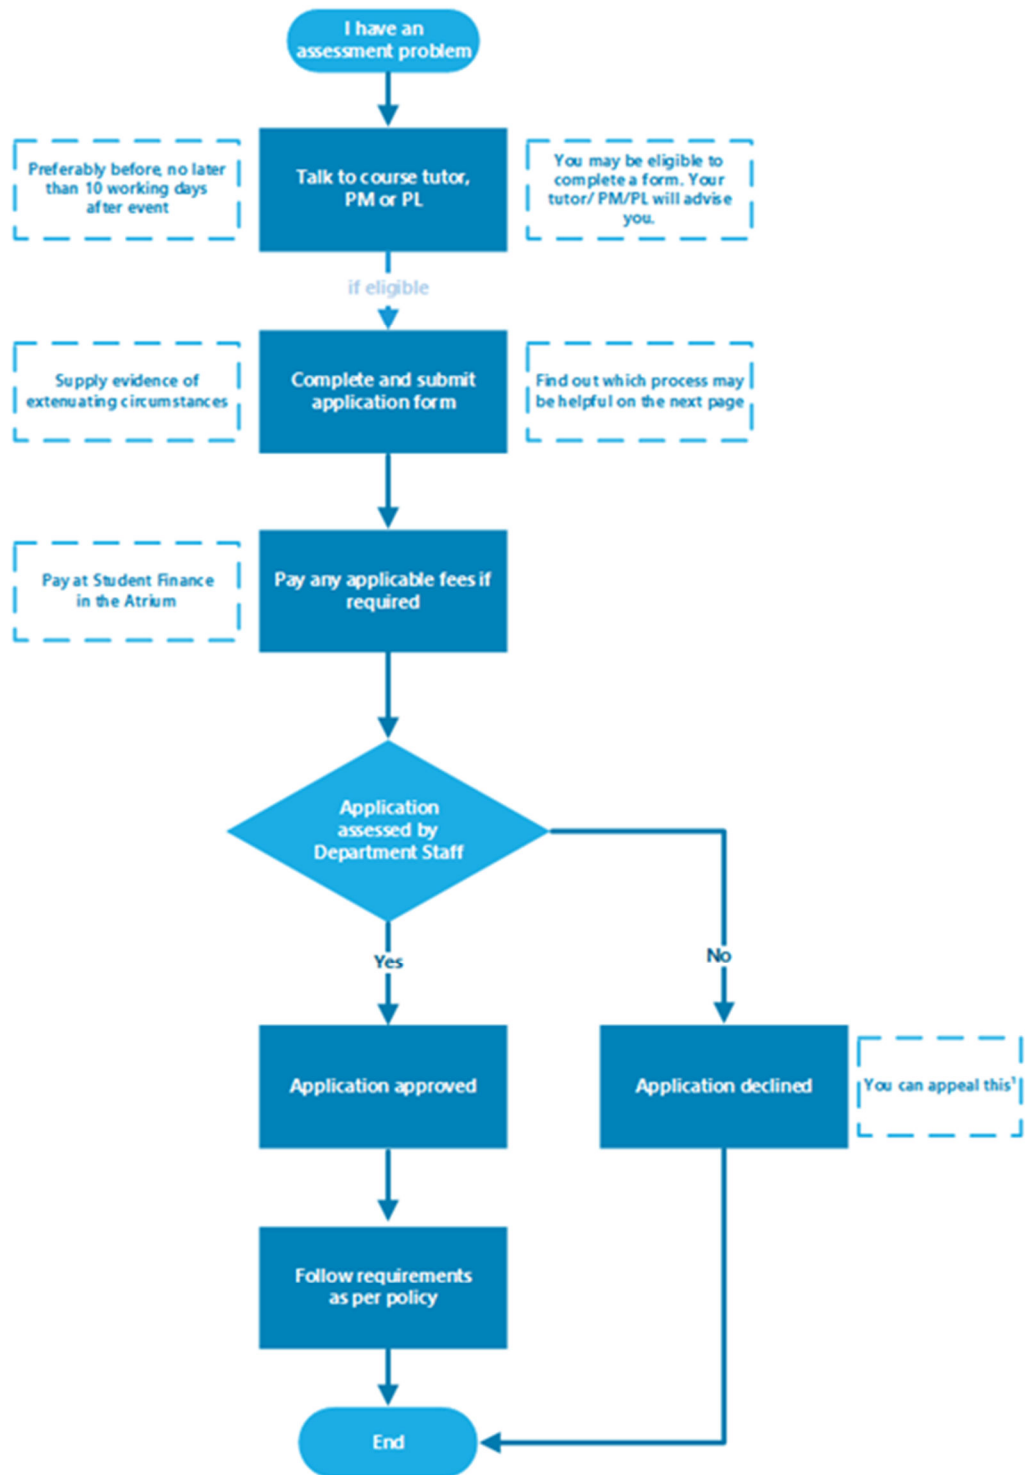 I have an
assessment problem
Preferably before, no later
than 10 working days
after event
Talk to course tutor,
PM or PL
You may be eligible to
complete a form. Your
tutor/ PM/PL will advise
you.
if eligible
Supply evidence of
extenuating circumstances
Complete and submit
application form
Find out which process may
be helpful on the next page
Pay at Student Finance
in the Atrium
Pay any applicable fees if
required
Application
assessed by
Department Staff
Yes
No
Application approved
Application declined
You can appeal this¹
Follow requirements
as per policy
End